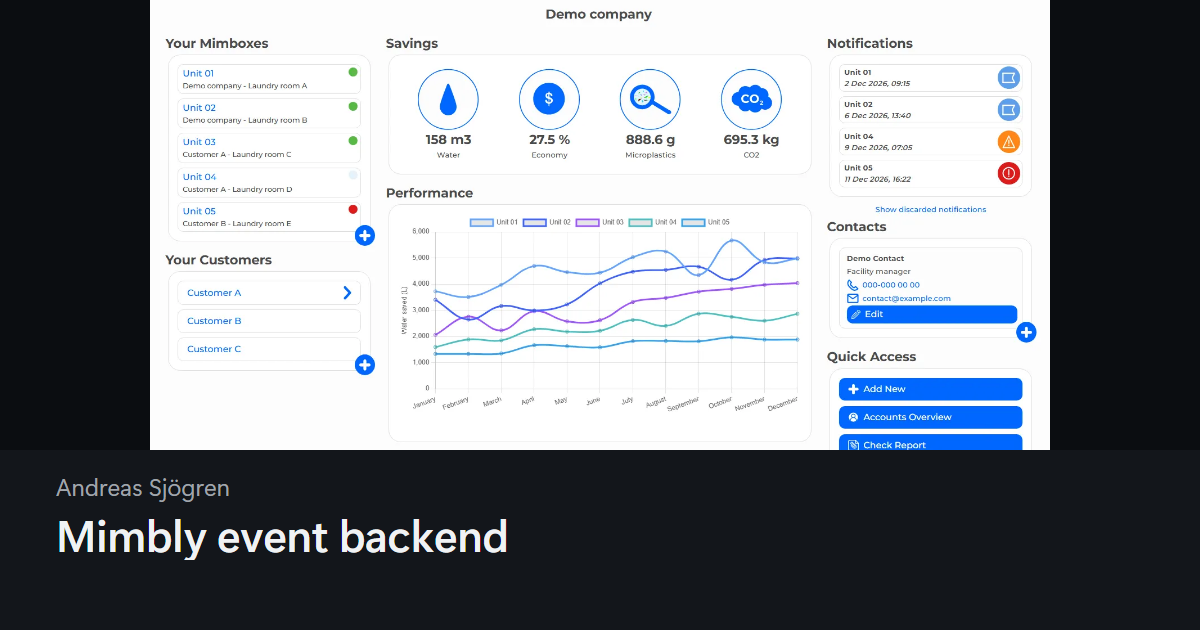 Demo company
Your Mimboxes
Unit 01
Demo company - Laundry room A
Unit 02
Demo company - Laundry room B
Unit 03
Customer A - Laundry room C
Unit 04
Customer A - Laundry room D
Unit 05
Customer B - Laundry room E
Your Customers
Customer A
Customer B
Customer C
Savings
$
CO2
158 m3
27.5 %
888.6 g
695.3 kg
Water
Economy
Microplastics
CO2
Performance
Unit 01
Unit 02
Unit 03
Unit 04
Unit 05
Water saved (L)
6,000
5,000
4,000
3,000
2,000
1,000
0
January
February
March
April
May
June
July
August
September
October
November
December
Notifications
Unit 01
2 Dec 2026, 09:15
Unit 02
6 Dec 2026, 13:40
Unit 04
9 Dec 2026, 07:05
Unit 05
11 Dec 2026, 16:22
Show discarded notifications
Contacts
Demo Contact
Facility manager
000-000 00 00
contact@example.com
Edit
Quick Access
Add New
Accounts Overview
Check Report
Andreas Sjögren
Mimbly event backend